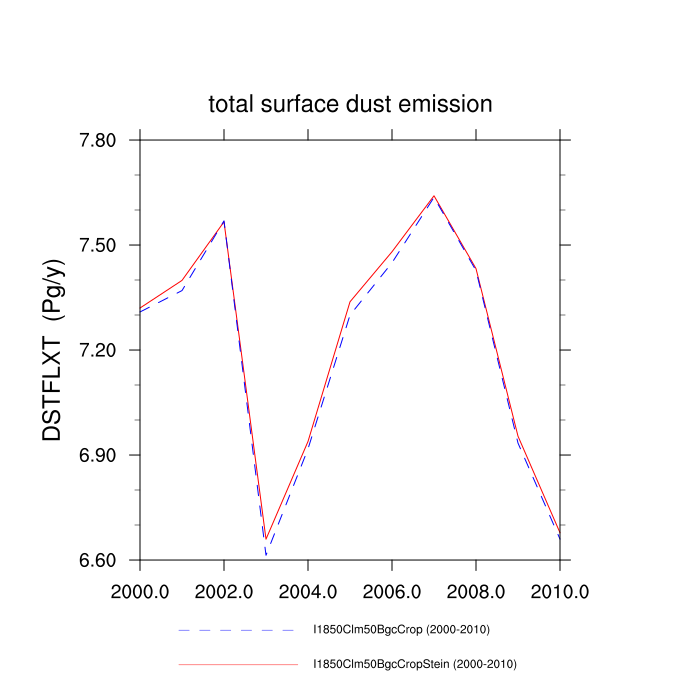 total surface dust emission
7.80
7.50
7.20
6.90
6.60
DSTFLXT (Pg/y)
2000.0 2002.0 2004.0 2006.0 2008.0 2010.0
I1850Clm50BgcCrop (2000-2010)
I1850Clm50BgcCropStein (2000-2010)